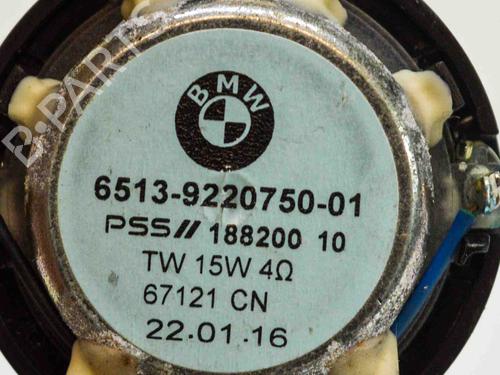 BMW
6513-9220750-01
PSS// 188200 10
TW 15W 4Ω
67121 CN
22.01.16
B-PARTS